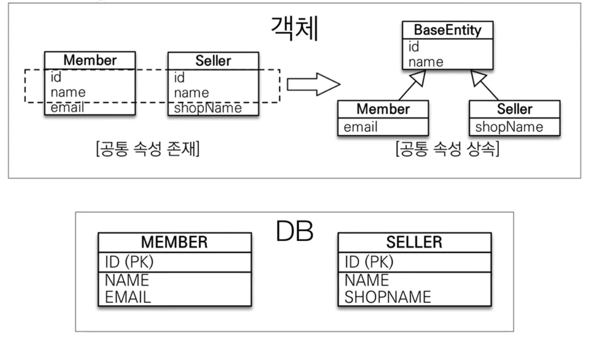 객체
Member
id
name
email
Seller
id
name
shopName
[공통 속성 존재]
BaseEntity
id
name
Member
email
Seller
shopName
[공통 속성 상속]
DB
MEMBER
ID (PK)
NAME
EMAIL
SELLER
ID (PK)
NAME
SHOPNAME